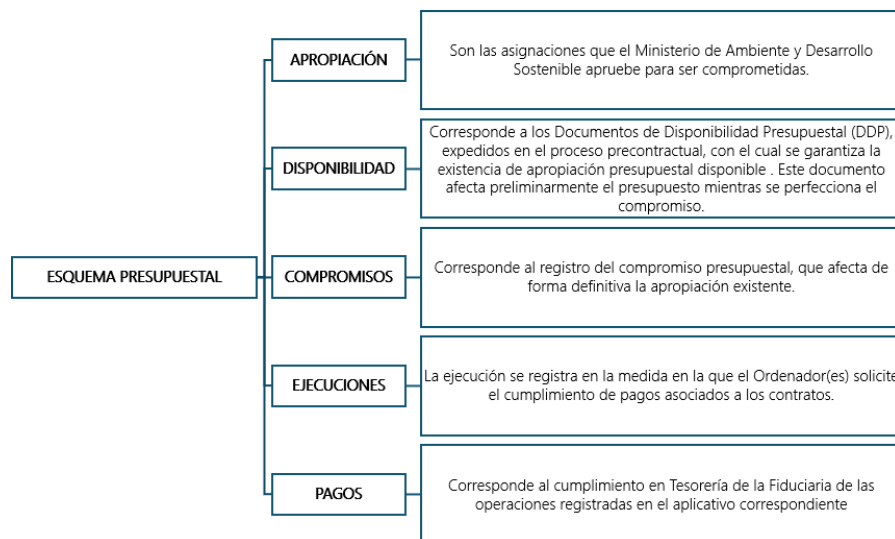 APROPIACIÓN
Son las asignaciones que el Ministerio de Ambiente y Desarrollo
Sostenible apruebe para ser comprometidas.
DISPONIBILIDAD
Corresponde a los Documentos de Disponibilidad Presupuestal (DDP),
expedidos en el proceso precontractual, con el cual se garantiza la
existencia de apropiación presupuestal disponible . Este documento
afecta preliminarmente el presupuesto mientras se perfecciona el
compromiso.
ESQUEMA PRESUPUESTAL
COMPROMISOS
Corresponde al registro del compromiso presupuestal, que afecta de
forma definitiva la apropiación existente.
EJECUCIONES
La ejecución se registra en la medida en la que el Ordenador(es) solicite
el cumplimiento de pagos asociados a los contratos.
PAGOS
Corresponde al cumplimiento en Tesorería de la Fiduciaria de las
operaciones registradas en el aplicativo correspondiente